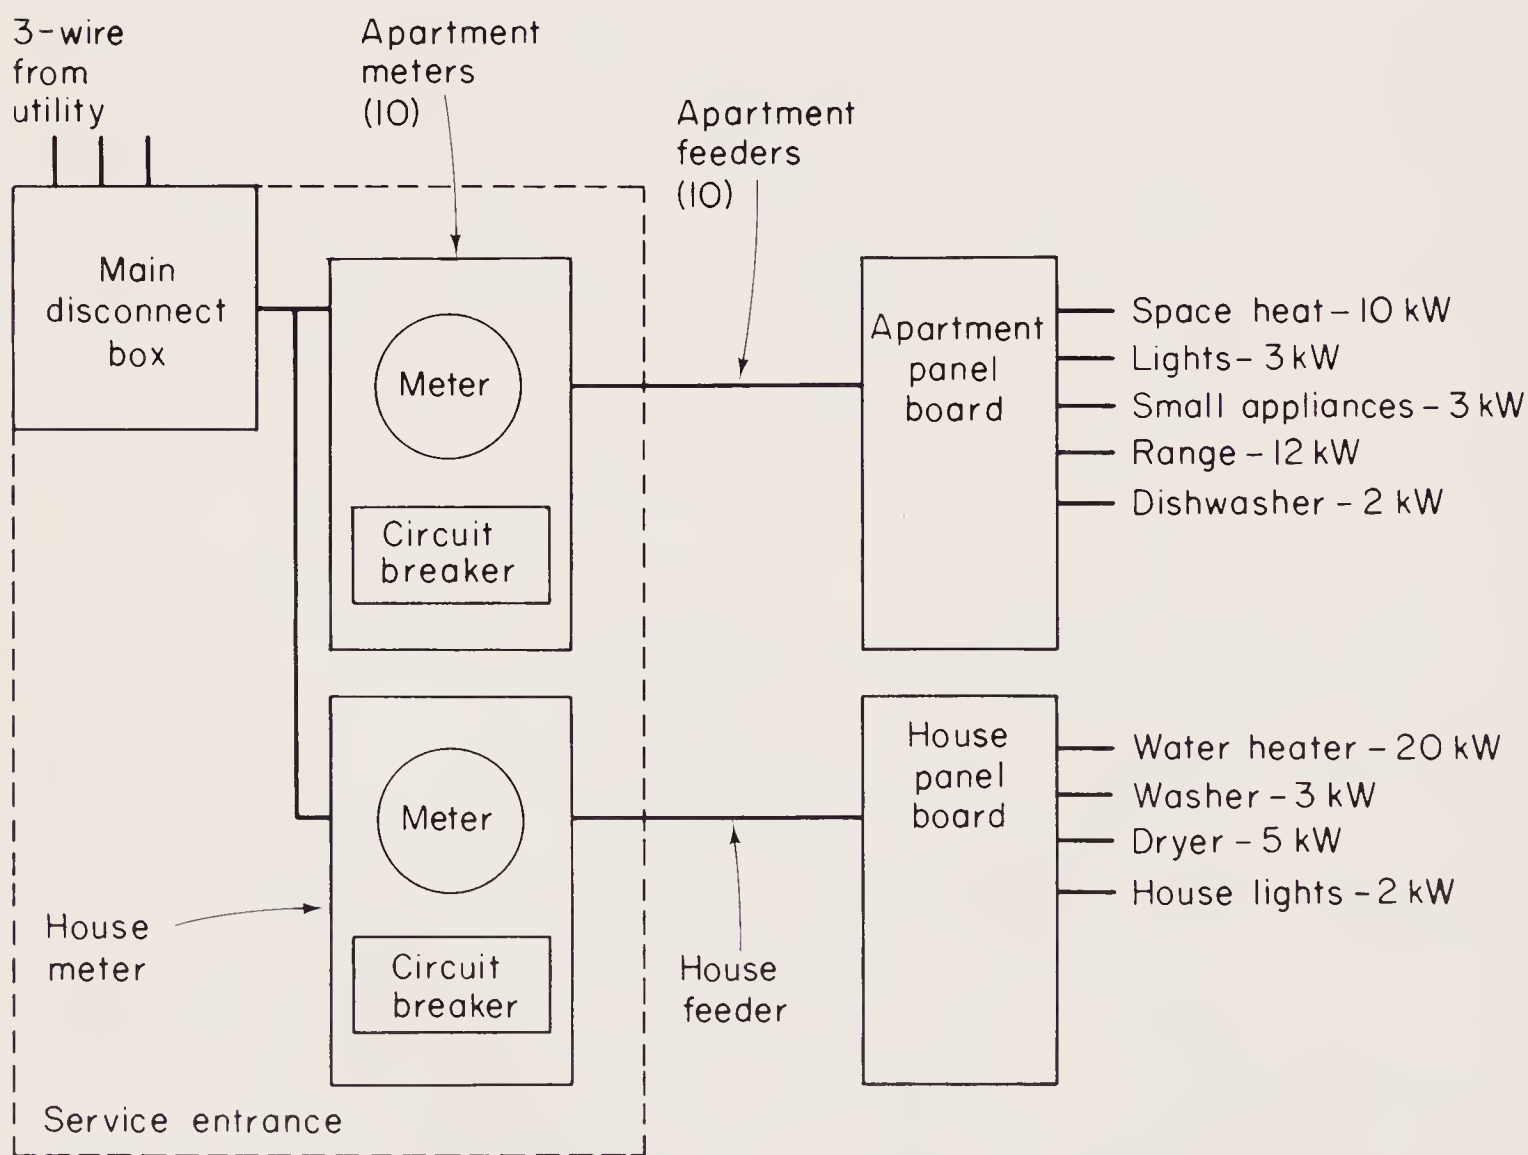 3-wire
from
utility
Apartment
meters
(10)
Apartment
feeders
(10)
Main
disconnect
box
Meter
Circuit
breaker
Apartment
panel
board
Space heat – 10 kW
Lights – 3 kW
Small appliances – 3 kW
Range – 12 kW
Dishwasher – 2 kW
Meter
Circuit
breaker
House
meter
House
feeder
House
panel
board
Water heater – 20 kW
Washer – 3 kW
Dryer – 5 kW
House lights – 2 kW
Service entrance